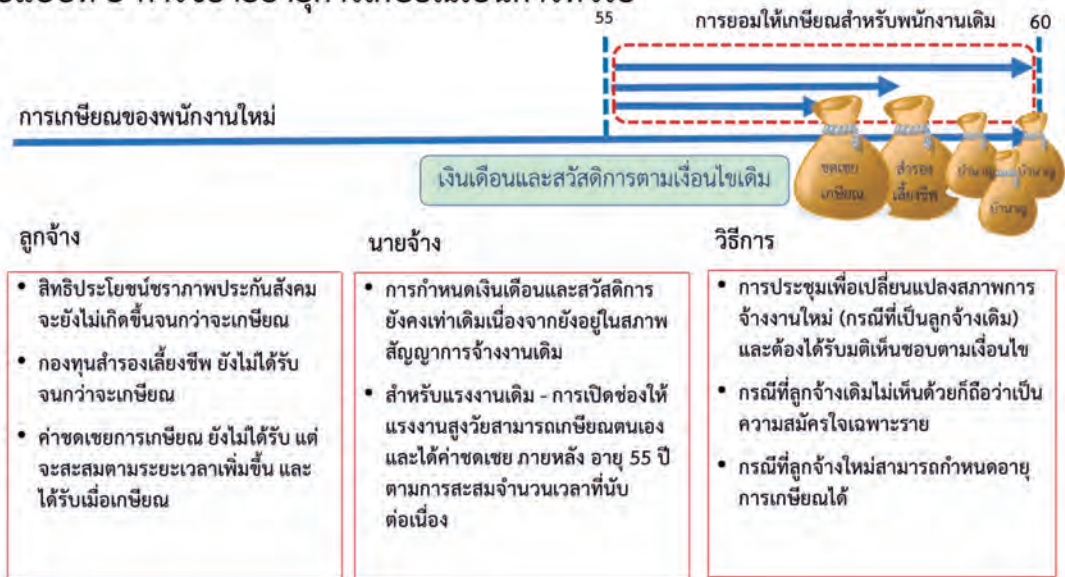 55
การยอมให้เกษียณสำหรับพนักงานเดิม
60
การเกษียณของพนักงานใหม่
เงินเดือนและสวัสดิการตามเงื่อนไขเดิม
ชดเชย
เกษียณ
สำรอง
เลี้ยงชีพ
บำนาญ
บำนาญ
บำนาญ
ลูกจ้าง
• สิทธิประโยชน์ชราภาพประกันสังคม
จะยังไม่เกิดขึ้นจนกว่าจะเกษียณ
• กองทุนสำรองเลี้ยงชีพ ยังไม่ได้รับ
จนกว่าจะเกษียณ
• ค่าชดเชยการเกษียณ ยังไม่ได้รับ แต่
จะสะสมตามระยะเวลาเพิ่มขึ้น และ
ได้รับเมื่อเกษียณ
นายจ้าง
• การกำหนดเงินเดือนและสวัสดิการ
ยังคงเท่าเดิมเนื่องจากยังอยู่ในสภาพ
สัญญาการจ้างงานเดิม
• สำหรับแรงงานเดิม - การเปิดช่องให้
แรงงานสูงวัยสามารถเกษียณตนเอง
และได้ค่าชดเชย ภายหลัง อายุ 55 ปี
ตามการสะสมจำนวนเวลาที่นับ
ต่อเนื่อง
วิธีการ
• การประชุมเพื่อเปลี่ยนแปลงสภาพการ
จ้างงานใหม่ (กรณีที่เป็นลูกจ้างเดิม)
และต้องได้รับมติเห็นชอบตามเงื่อนไข
• กรณีที่ลูกจ้างเดิมไม่เห็นด้วยก็ถือว่าเป็น
ความสมัครใจเฉพาะราย
• กรณีที่ลูกจ้างใหม่สามารถกำหนดอายุ
การเกษียณได้